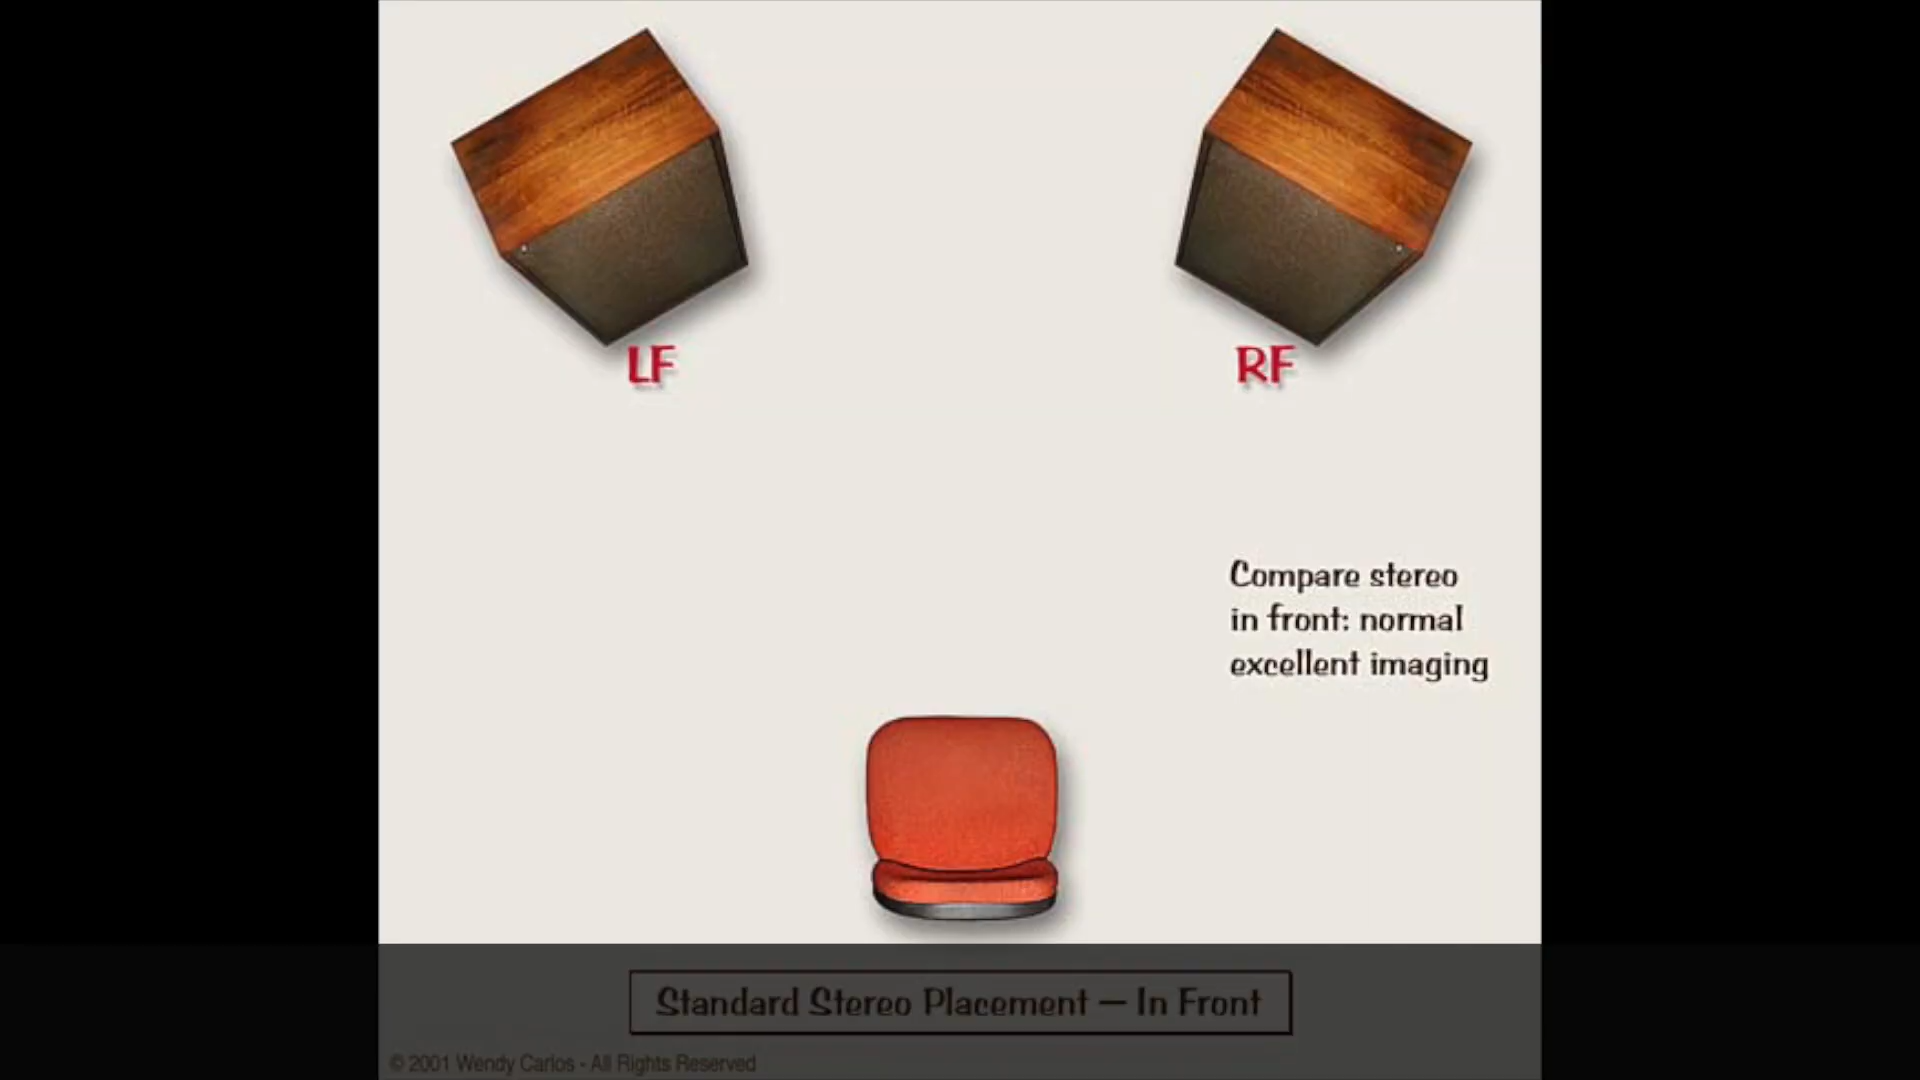 LF
RF
Compare stereo
in front: normal
excellent imaging
Standard Stereo Placement — In Front
© 2001 Wendy Carlos - All Rights Reserved